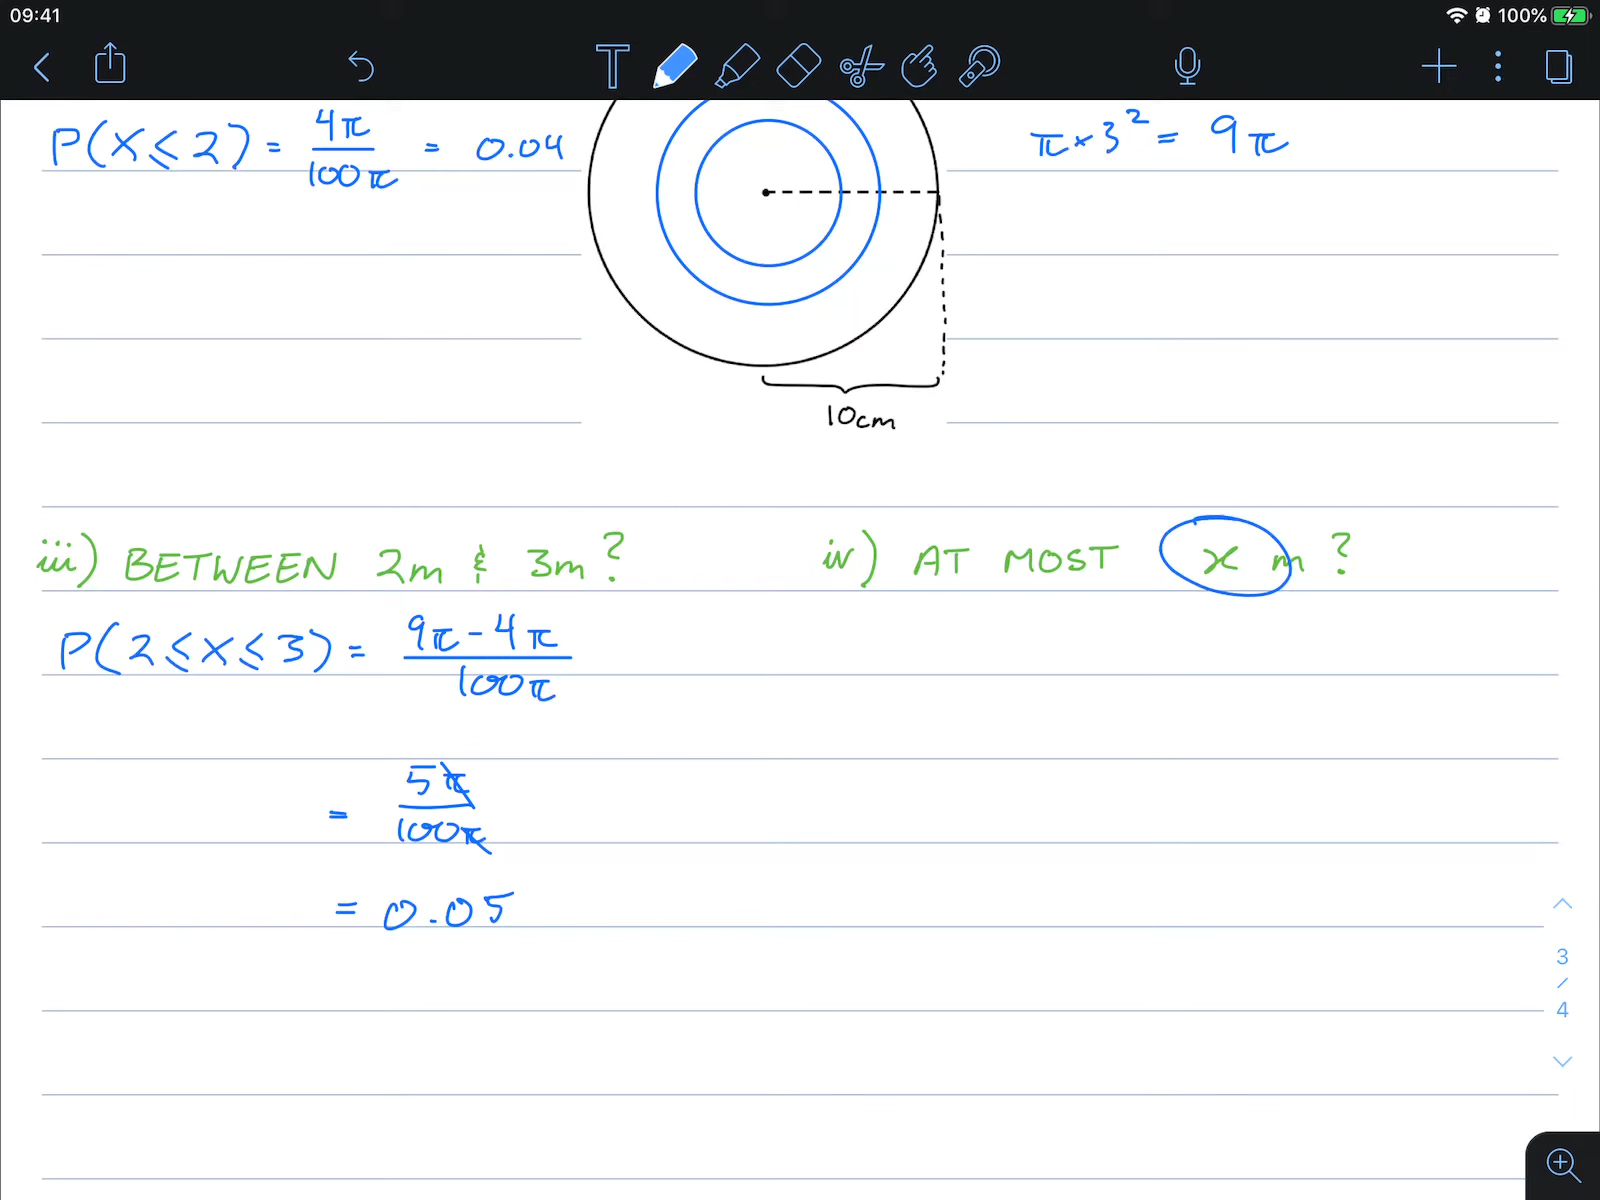 09:41
100%
P(X≤2) = 4π/100π = 0.04
π×3² = 9π
10cm
iii) BETWEEN 2m & 3m?
iv) AT MOST x m?
P(2≤X≤3) = 9π-4π/100π
= 5π/100π
= 0.05
3
/
4